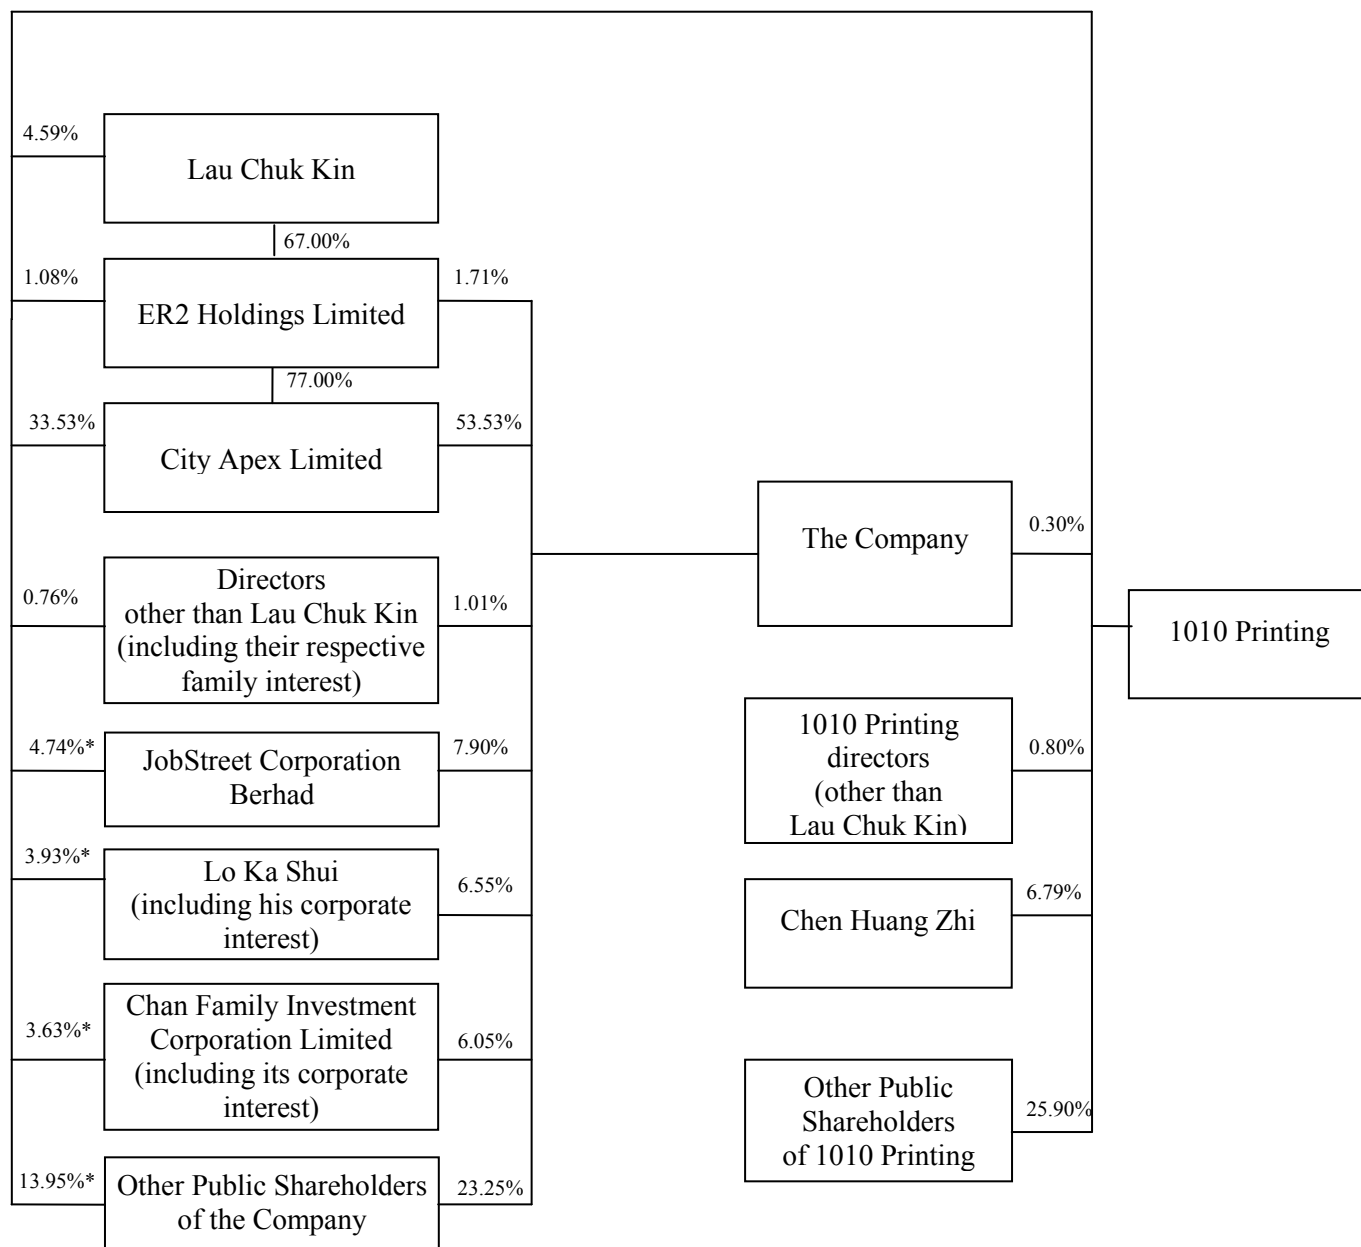 4.59%
Lau Chuk Kin
67.00%
1.08%
ER2 Holdings Limited
1.71%
77.00%
33.53%
City Apex Limited
53.53%
0.76%
Directors
other than Lau Chuk Kin
(including their respective
family interest)
1.01%
4.74%*
JobStreet Corporation
Berhad
7.90%
3.93%*
Lo Ka Shui
(including his corporate
interest)
6.55%
3.63%*
Chan Family Investment
Corporation Limited
(including its corporate
interest)
6.05%
13.95%*
Other Public Shareholders
of the Company
23.25%
The Company
0.30%
1010 Printing
directors
(other than
Lau Chuk Kin)
0.80%
Chen Huang Zhi
6.79%
Other Public
Shareholders
of 1010 Printing
25.90%
1010 Printing